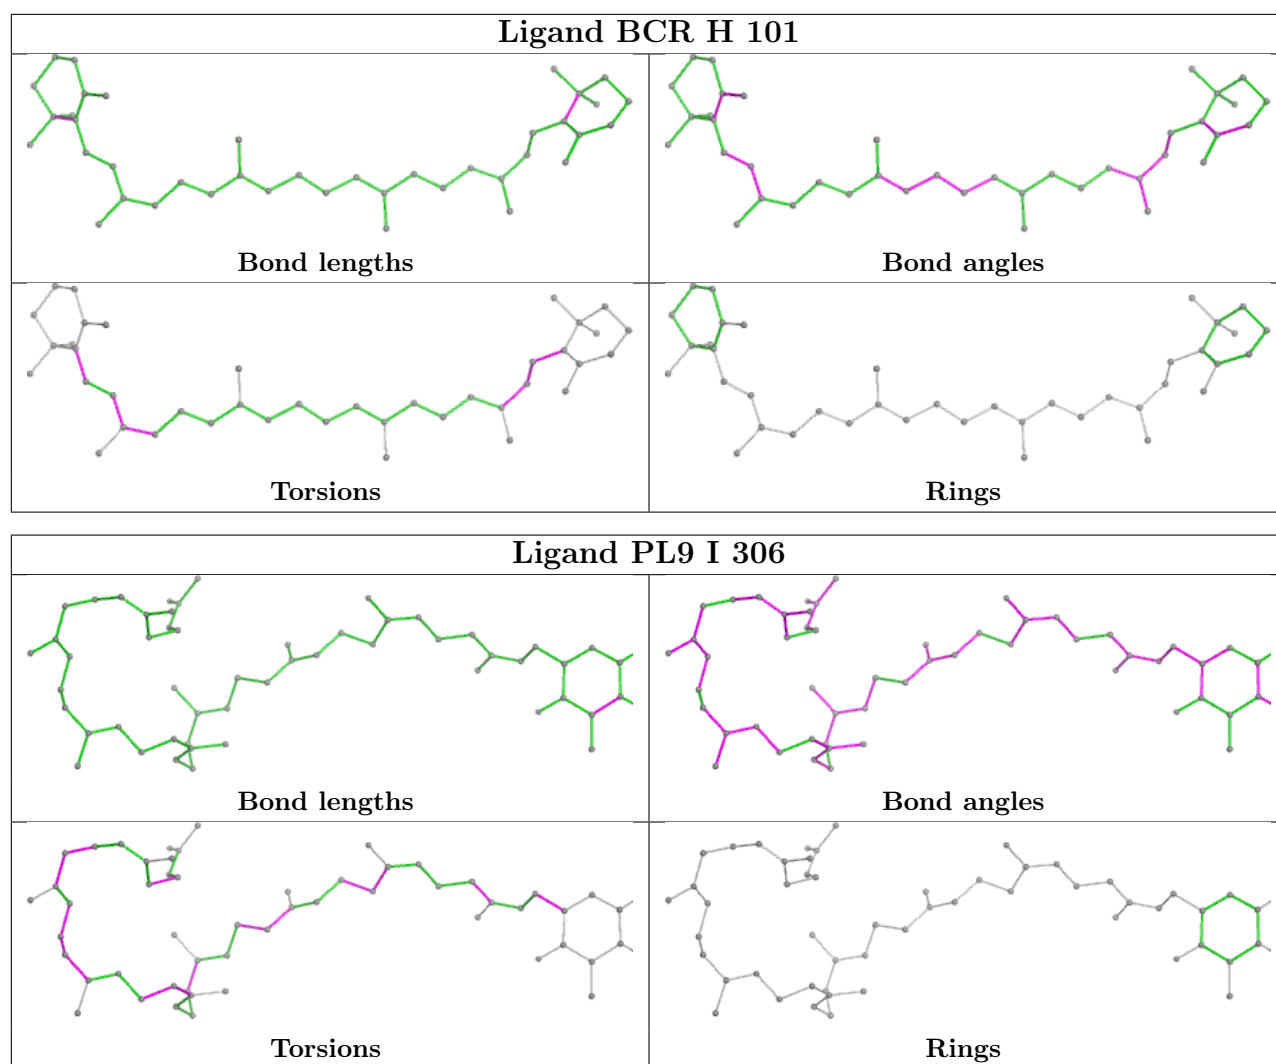 Ligand BCR H 101
Bond lengths
Bond angles
Torsions
Rings
Ligand PL9 I 306
Bond lengths
Bond angles
Torsions
Rings